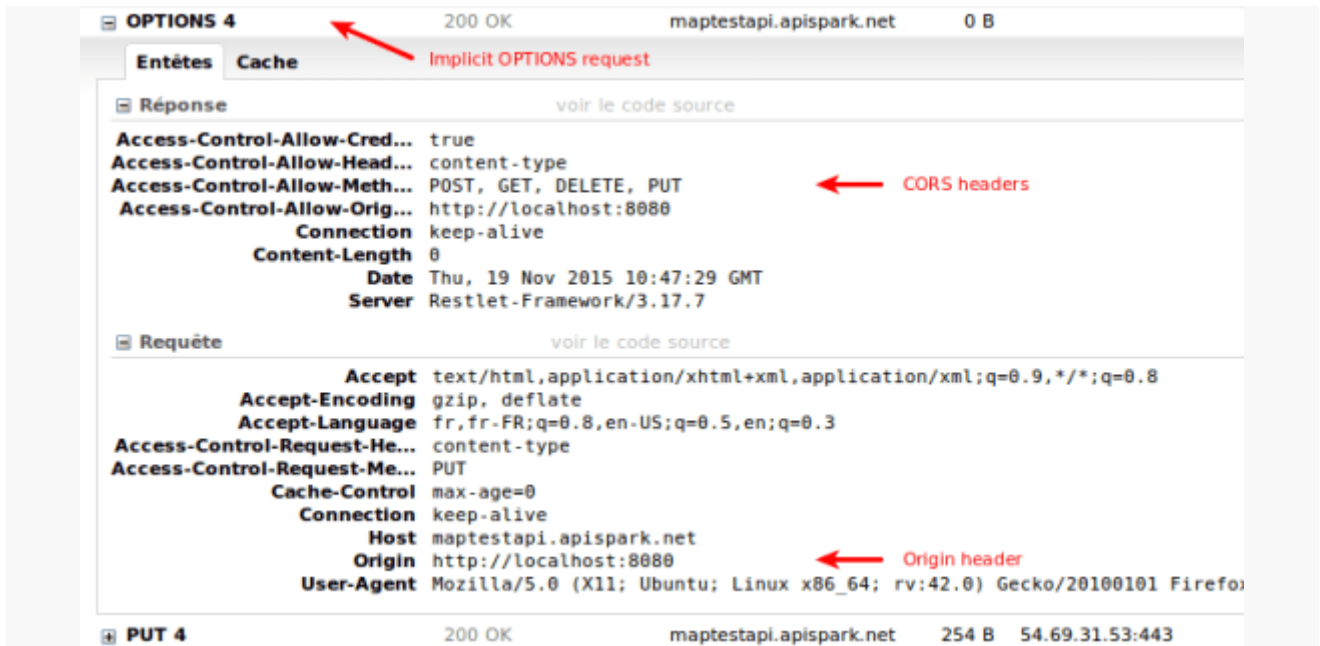 OPTIONS 4 200 OK maptestapi.apispark.net 0 B
Implicit OPTIONS request
Entêtes Cache
Réponse voir le code source
Access-Control-Allow-Cred... true
Access-Control-Allow-Head... content-type
Access-Control-Allow-Meth... POST, GET, DELETE, PUT CORS headers
Access-Control-Allow-Orig... http://localhost:8080
Connection keep-alive
Content-Length 0
Date Thu, 19 Nov 2015 10:47:29 GMT
Server Restlet-Framework/3.17.7
Requête voir le code source
Accept text/html,application/xhtml+xml,application/xml;q=0.9,*/*;q=0.8
Accept-Encoding gzip, deflate
Accept-Language fr,fr-FR;q=0.8,en-US;q=0.5,en;q=0.3
Access-Control-Request-He... content-type
Access-Control-Request-Me... PUT
Cache-Control max-age=0
Connection keep-alive
Host maptestapi.apispark.net
Origin http://localhost:8080 Origin header
User-Agent Mozilla/5.0 (X11; Ubuntu; Linux x86_64; rv:42.0) Gecko/20100101 Firefo
PUT 4 200 OK maptestapi.apispark.net 254 B 54.69.31.53:443